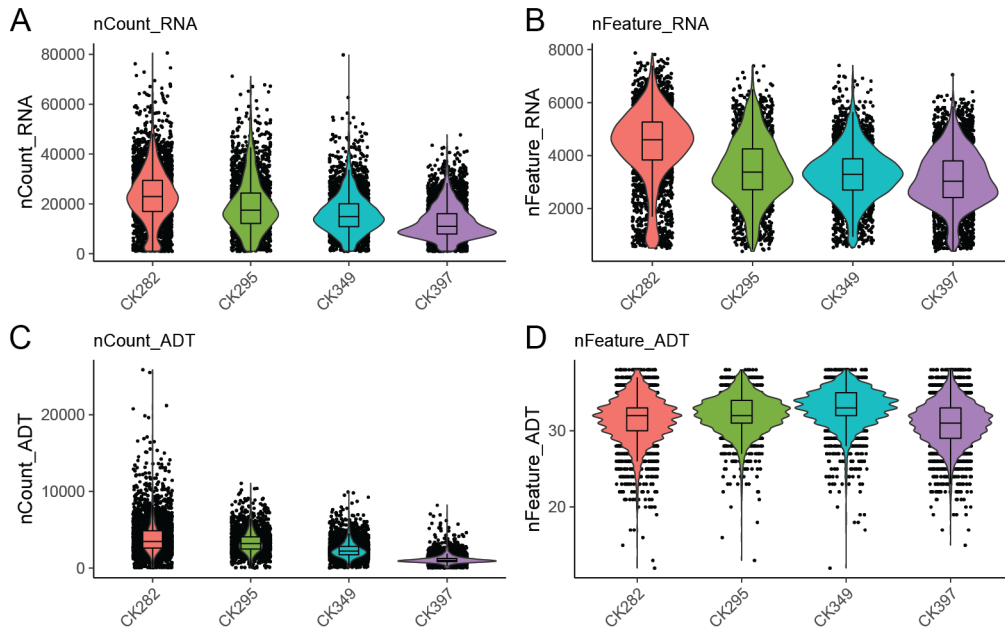 A
nCount_RNA
nCount_RNA
80000
60000
40000
20000
0
CK282
CK295
CK349
CK397
B
nFeature_RNA
nFeature_RNA
8000
6000
4000
2000
CK282
CK295
CK349
CK397
C
nCount_ADT
nCount_ADT
20000
10000
0
CK282
CK295
CK349
CK397
D
nFeature_ADT
nFeature_ADT
30
20
CK282
CK295
CK349
CK397